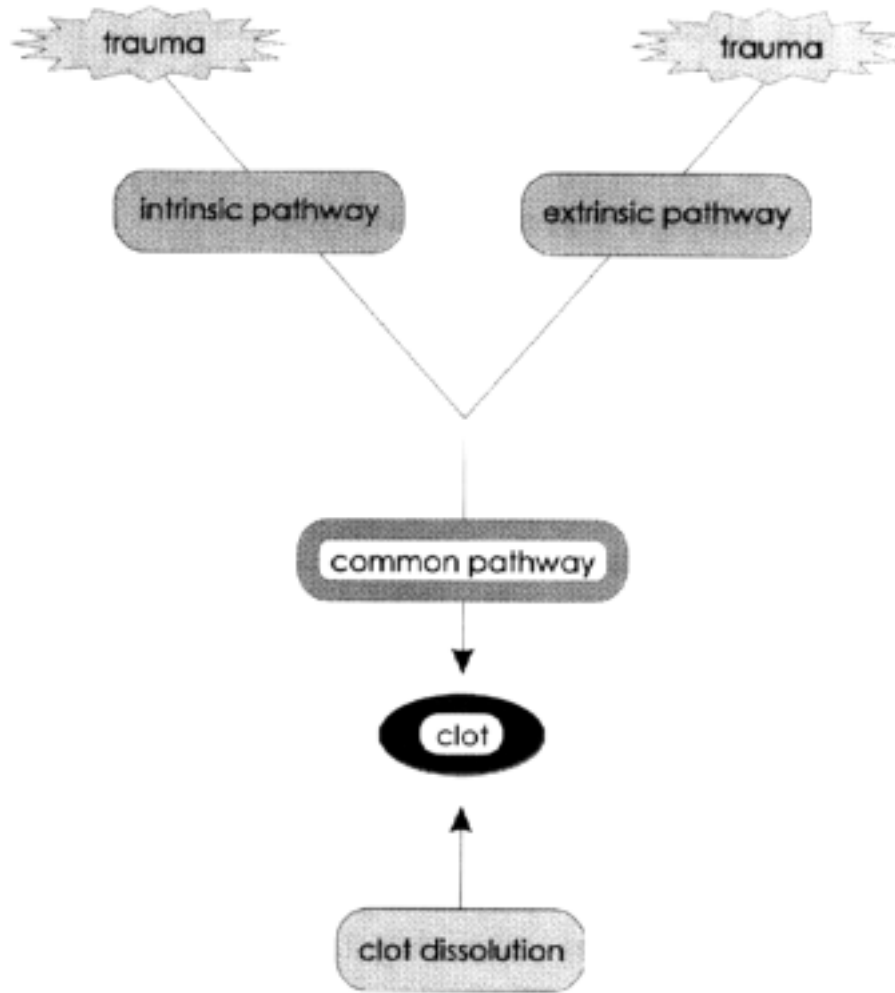 trauma
trauma
intrinsic pathway
extrinsic pathway
common pathway
clot
clot dissolution